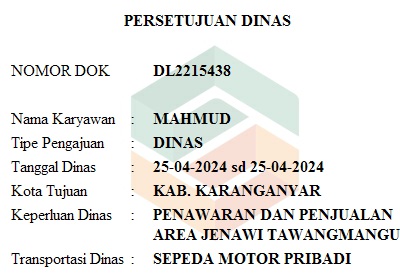 PERSETUJUAN DINAS
NOMOR DOK DL2215438
Nama Karyawan : MAHMUD
Tipe Pengajuan : DINAS
Tanggal Dinas : 25-04-2024 sd 25-04-2024
Kota Tujuan : KAB. KARANGANYAR
Keperluan Dinas : PENAWARAN DAN PENJUALAN
AREA JENAWI TAWANGMANGU
Transportasi Dinas : SEPEDA MOTOR PRIBADI